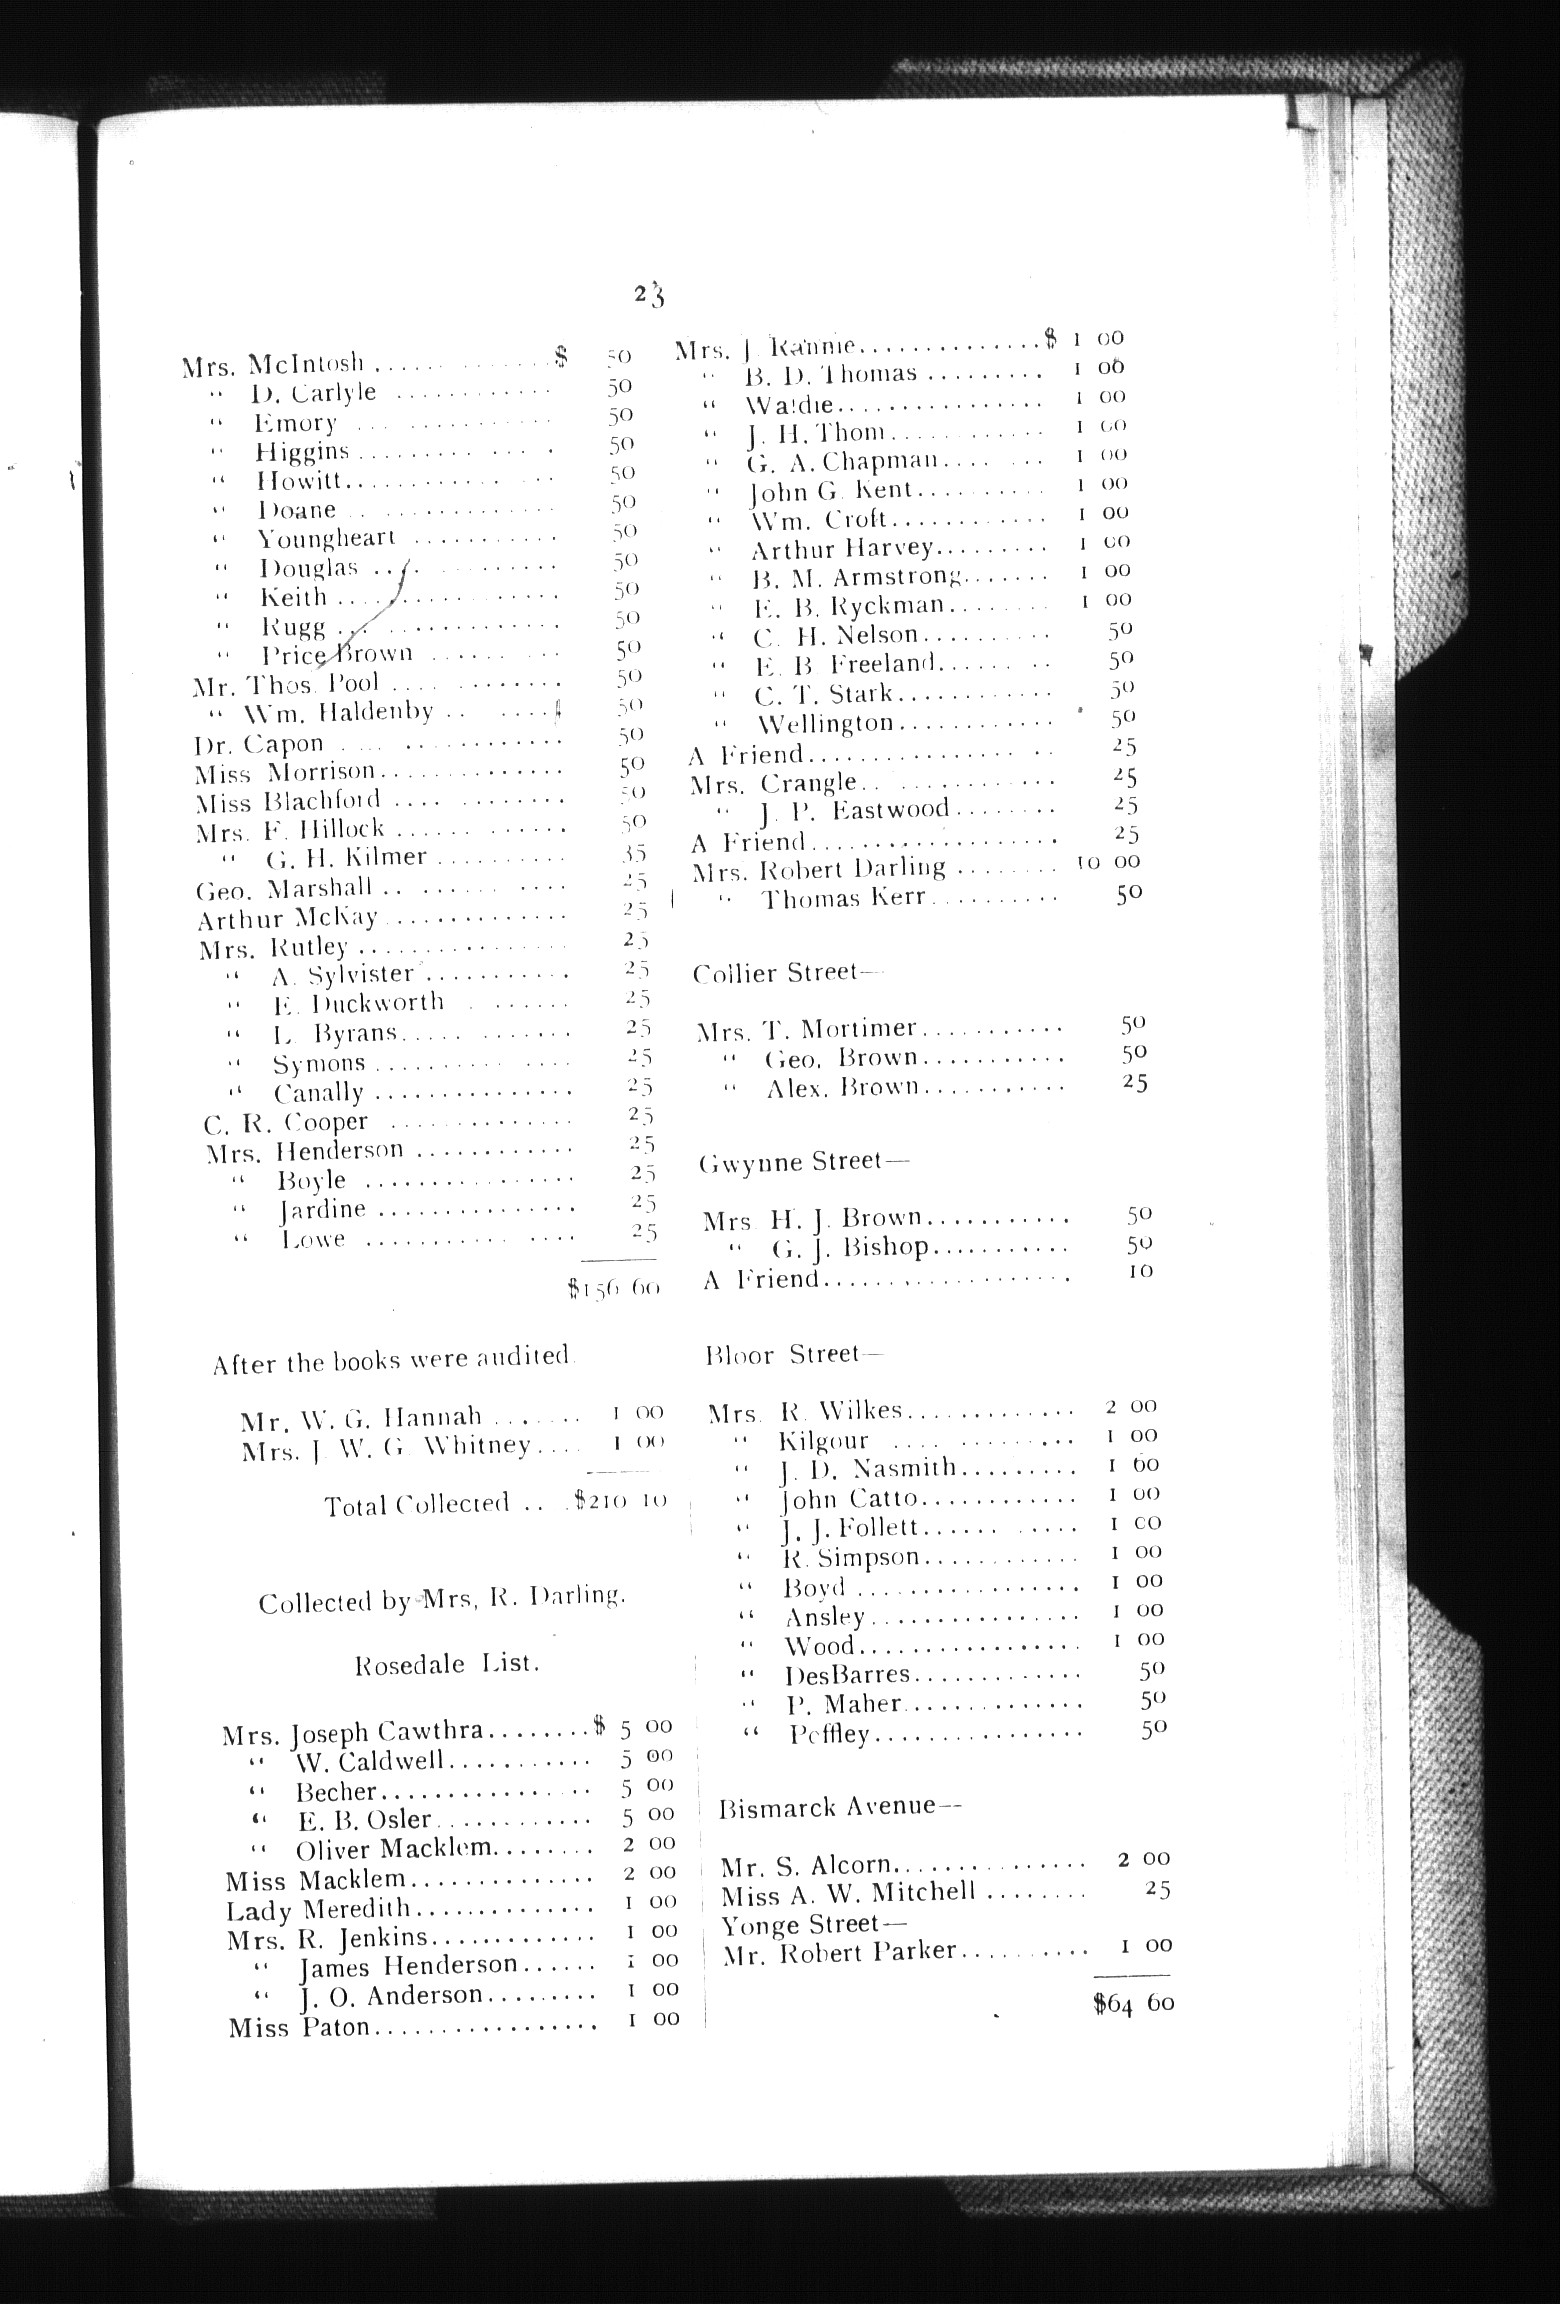 23
Mrs. McIntosh . . . . . . . . . . . . $ 50
“ D. Carlyle . . . . . . . . . . . . 50
“ Emory . . . . . . . . . . . . . . 50
“ Higgins . . . . . . . . . . . . . 50
“ Howitt. . . . . . . . . . . . . . 50
“ Doane . . . . . . . . . . . . . . 50
“ Youngheart . . . . . . . . . . . 50
“ Douglas . . . . . . . . . . . . . 50
“ Keith . . . . . . . . . . . . . . 50
“ Rugg . . . . . . . . . . . . . . 50
“ Price Brown . . . . . . . . . . 50
Mr. Thos. Pool . . . . . . . . . . . . 50
“ Wm. Haldenby . . . . . . 50
Dr. Capon . . . . . . . . . . . . . . 50
Miss Morrison. . . . . . . . . . . . . 50
Miss Blachford . . . . . . . . . . . . 50
Mrs. F. Hillock . . . . . . . . . . . . 50
“ G. H. Kilmer . . . . . . . . . . 35
Geo. Marshall . . . . . . . . . . . . 25
Arthur McKay . . . . . . . . . . . . . 25
Mrs. Rutley . . . . . . . . . . . . . . 25
“ A. Sylvister . . . . . . . . . . . 25
“ E. Duckworth . . . . . . . 25
“ L. Byrans. . . . . . . . . . . . 25
“ Symons . . . . . . . . . . . . . 25
“ Canally . . . . . . . . . . . . . . 25
C. R. Cooper . . . . . . . . . . . . . 25
Mrs. Henderson . . . . . . . . . . . . 25
“ Boyle . . . . . . . . . . . . . . . 25
“ Jardine . . . . . . . . . . . . . . 25
“ Lowe . . . . . . . . . . . . . . 25
$156 60
After the books were audited
Mr. W. G. Hannah . . . . . . . 1 00
Mrs. J. W. G. Whitney. . . . 1 00
Total Collected . . . $210 10
Collected by Mrs, R. Darling.
Rosedale List.
Mrs. Joseph Cawthra. . . . . . . . $ 5 00
“ W. Caldwell. . . . . . . . . . . 5 00
“ Becher. . . . . . . . . . . . . . . 5 00
“ E. B. Osler. . . . . . . . . . . . 5 00
“ Oliver Macklem. . . . . . . . 2 00
Miss Macklem. . . . . . . . . . . . . . 2 00
Lady Meredith. . . . . . . . . . . . . . 1 00
Mrs. R. Jenkins. . . . . . . . . . . . . 1 00
“ James Henderson. . . . . . 1 00
“ J. O. Anderson. . . . . . . . . 1 00
Miss Paton. . . . . . . . . . . . . . . . . 1 00
Mrs. J. Rannie. . . . . . . . . . . . . . $ 1 00
“ B. D. Thomas . . . . . . . . . 1 00
“ Waldie. . . . . . . . . . . . . . . . 1 00
“ J. H. Thom. . . . . . . . . . . . 1 00
“ G. A. Chapman. . . . . . . 1 00
“ John G. Kent. . . . . . . . . . 1 00
“ Wm. Croft. . . . . . . . . . . . 1 00
“ Arthur Harvey. . . . . . . . . 1 00
“ B. M. Armstrong. . . . . . . 1 00
“ E. B. Ryckman. . . . . . . . 1 00
“ C. H. Nelson. . . . . . . . . . 50
“ E. B. Freeland. . . . . . . . 50
“ C. T. Stark. . . . . . . . . . . . 50
“ Wellington. . . . . . . . . . . . 50
A Friend. . . . . . . . . . . . . . . . . . 25
Mrs. Crangle. . . . . . . . . . . . . . 25
“ J. P. Eastwood . . . . . . . . 25
A Friend. . . . . . . . . . . . . . . . . . . 25
Mrs. Robert Darling . . . . . . . . 10 00
“ Thomas Kerr. . . . . . . . . . 50
Collier Street—
Mrs. T. Mortimer. . . . . . . . . . . 50
“ Geo. Brown. . . . . . . . . . . 50
“ Alex. Brown. . . . . . . . . . . 25
Gwynne Street—
Mrs H. J. Brown. . . . . . . . . . . 50
“ G. J. Bishop. . . . . . . . . . . 50
A Friend. . . . . . . . . . . . . . . . . . . 10
Bloor Street—
Mrs. R. Wilkes. . . . . . . . . . . . . 2 00
“ Kilgour . . . . . . . . . . . . 1 00
“ J. D. Nasmith. . . . . . . . . 1 60
“ John Catto. . . . . . . . . . . . 1 00
“ J. J. Follett. . . . . . . . . . . 1 00
“ R. Simpson. . . . . . . . . . . . 1 00
“ Boyd . . . . . . . . . . . . . . . . . 1 00
“ Ansley. . . . . . . . . . . . . . . . 1 00
“ Wood. . . . . . . . . . . . . . . . . 1 00
“ DesBarres. . . . . . . . . . . . . 50
“ P. Maher. . . . . . . . . . . . . . 50
“ Peffley. . . . . . . . . . . . . . . . 50
Bismarck Avenue—
Mr. S. Alcorn. . . . . . . . . . . . . . . 2 00
Miss A. W. Mitchell . . . . . . . . 25
Yonge Street—
Mr. Robert Parker. . . . . . . . . . 1 00
$64 60